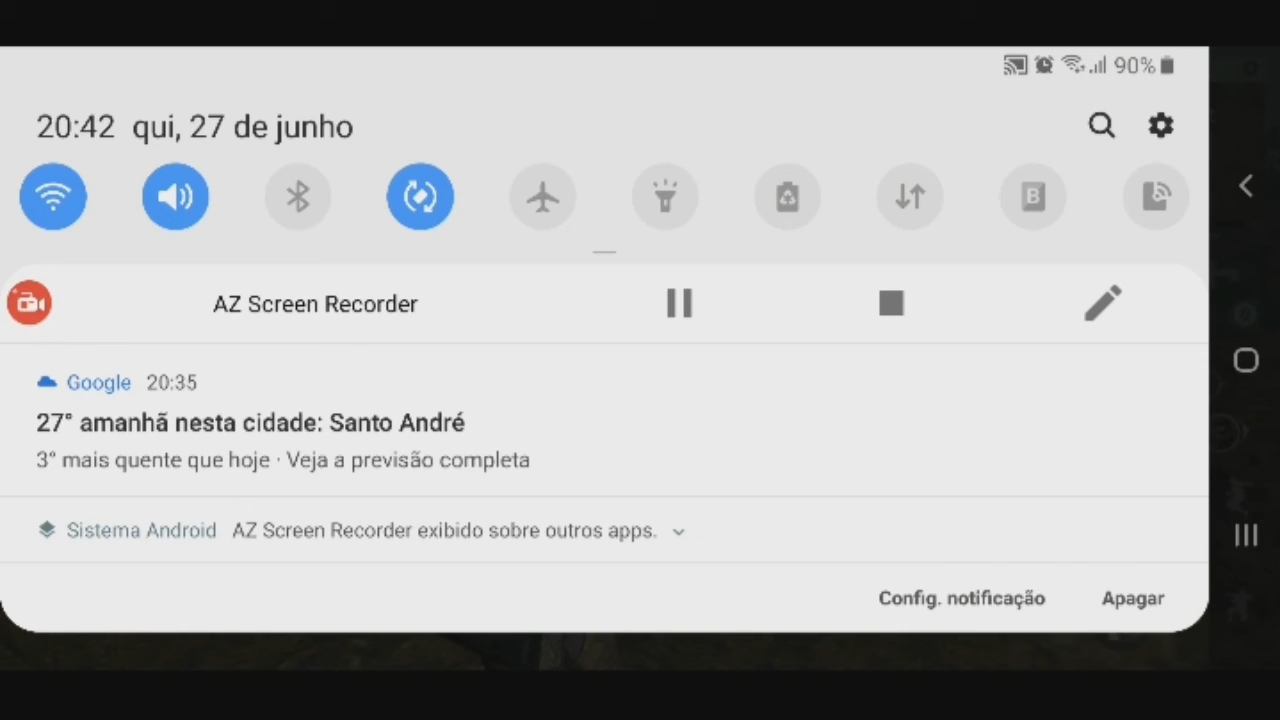 90%
20:42 qui, 27 de junho
B
AZ Screen Recorder
Google 20:35
27° amanhã nesta cidade: Santo André
3° mais quente que hoje · Veja a previsão completa
Sistema Android AZ Screen Recorder exibido sobre outros apps.
Config. notificação Apagar